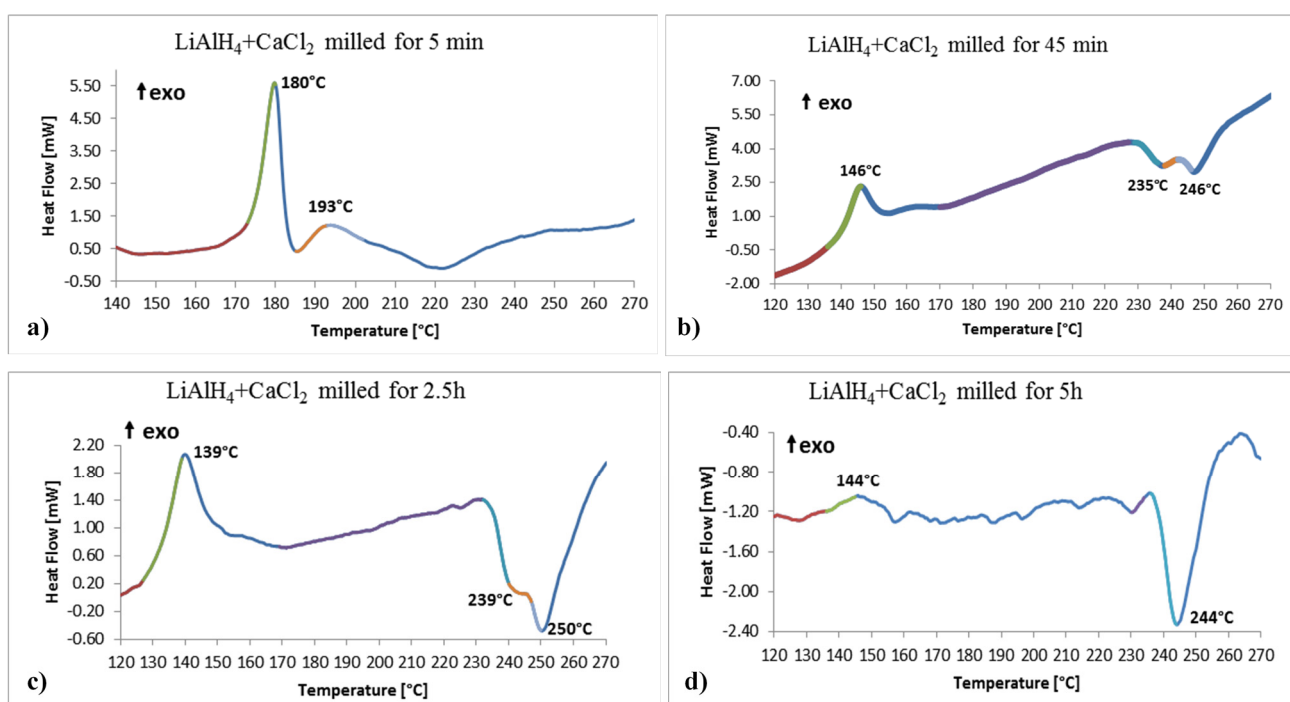 LiAlH₄+CaCl₂ milled for 5 min
↑exo
180°C
193°C
Heat Flow [mW]
5.50
4.50
3.50
2.50
1.50
0.50
-0.50
140 150 160 170 180 190 200 210 220 230 240 250 260 270
Temperature [°C]
a)
LiAlH₄+CaCl₂ milled for 45 min
↑ exo
146°C
235°C
246°C
Heat Flow [mW]
7.00
5.50
4.00
2.50
1.00
-0.50
-2.00
120 130 140 150 160 170 180 190 200 210 220 230 240 250 260 270
Temperature [°C]
b)
LiAlH₄+CaCl₂ milled for 2.5h
↑ exo
139°C
239°C
250°C
Heat Flow [mW]
2.20
1.80
1.40
1.00
0.60
0.20
-0.20
-0.60
120 130 140 150 160 170 180 190 200 210 220 230 240 250 260 270
Temperature [°C]
c)
LiAlH₄+CaCl₂ milled for 5h
↑exo
144°C
244°C
Heat Flow [mW]
-0.40
-0.80
-1.20
-1.60
-2.00
-2.40
120 130 140 150 160 170 180 190 200 210 220 230 240 250 260 270
Temperature [°C]
d)